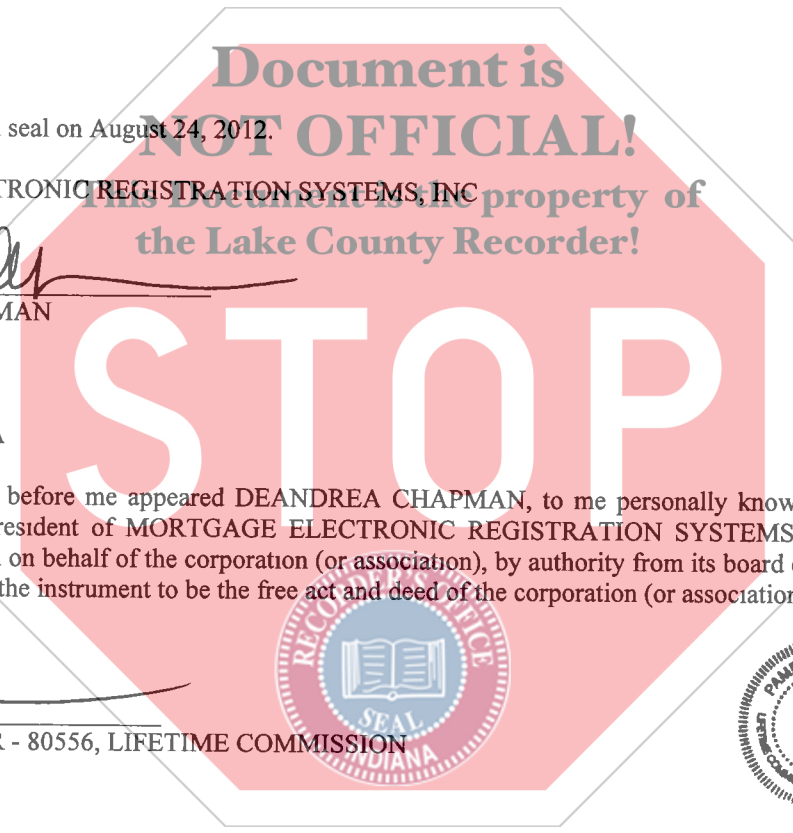 Document is
seal on August 24, 2012.
NOT OFFICIAL!
TRONIC REGISTRATION SYSTEMS, INC
This Document is the property of
the Lake County Recorder!
MAN
STOP
A
before me appeared DEANDREA CHAPMAN, to me personally know
resident of MORTGAGE ELECTRONIC REGISTRATION SYSTEMS
on behalf of the corporation (or association), by authority from its board
the instrument to be the free act and deed of the corporation (or association
RECORDER'S OFFICE
SEAL
INDIANA
R - 80556, LIFETIME COMMISSION